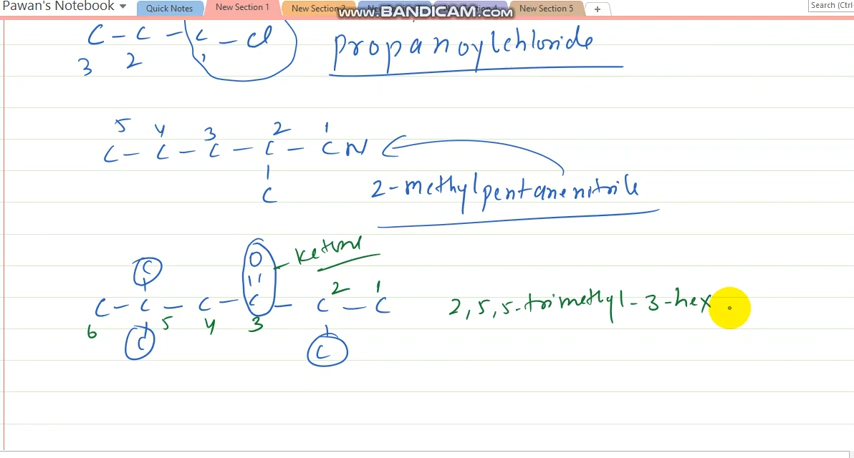 Pawan's Notebook
Quick Notes
New Section 1
New Section 2
New Section 5
+
Search (Ctrl
www.BANDICAM.com
C - C - C - Cl
3 2 1
propanoylchloride
5 4 3 2 1
C - C - C - C - CN
C
2-methylpentanenitrile
C O Ketone
C - C - C - C - C - C
6 5 4 3 2 1
C C
2,5,5-trimethyl-3-hex